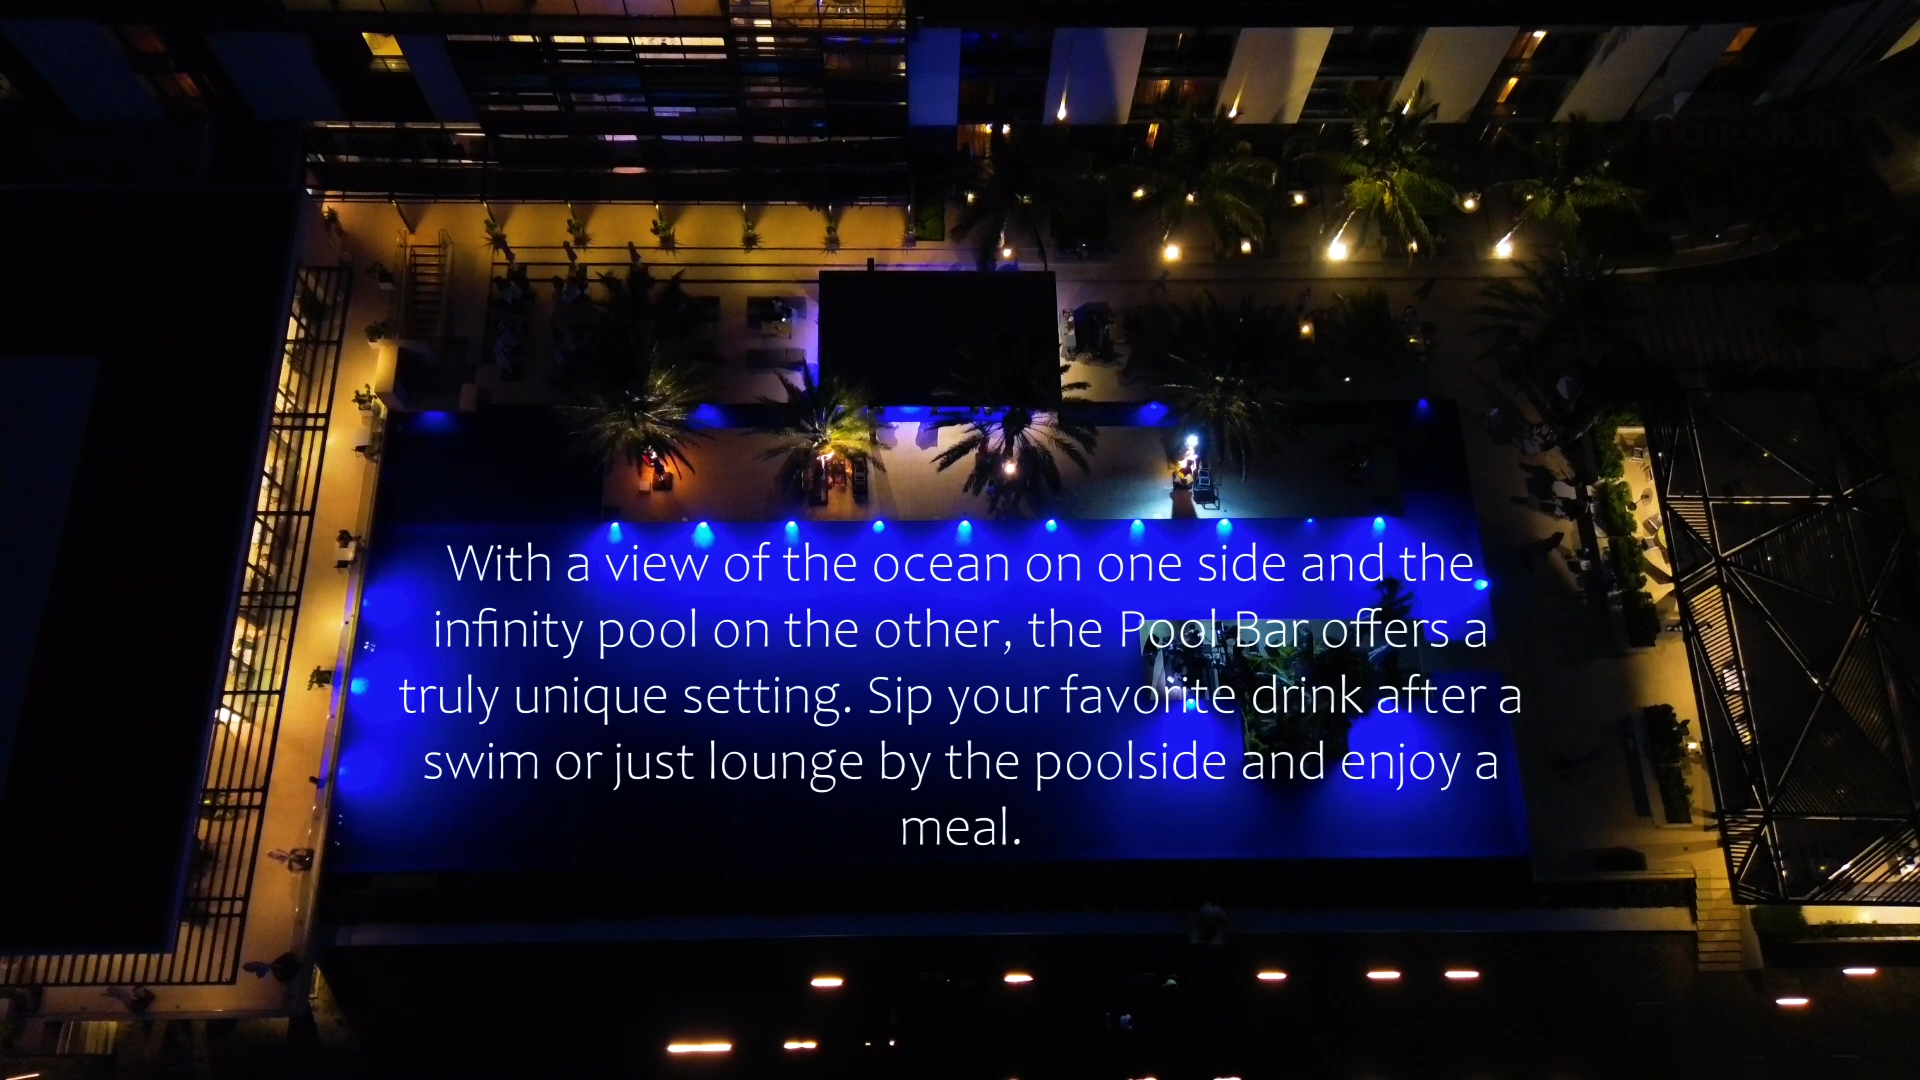 With a view of the ocean on one side and the
infinity pool on the other, the Pool Bar offers a
truly unique setting. Sip your favorite drink after a
swim or just lounge by the poolside and enjoy a
meal.